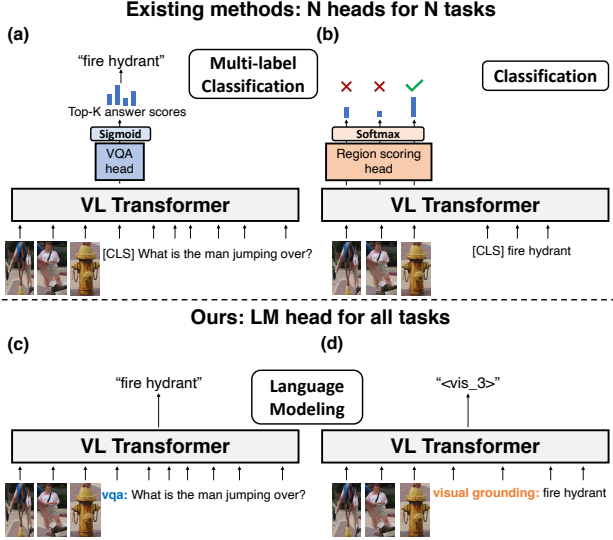 Existing methods: N heads for N tasks
(a)
"fire hydrant"
Multi-label
Classification
Top-K answer scores
Sigmoid
VQA
head
VL Transformer
[CLS] What is the man jumping over?
(b)
Classification
Softmax
Region scoring
head
VL Transformer
[CLS] fire hydrant
Ours: LM head for all tasks
(c)
"fire hydrant"
Language
Modeling
VL Transformer
vqa: What is the man jumping over?
(d)
"<vis_3>"
VL Transformer
visual grounding: fire hydrant